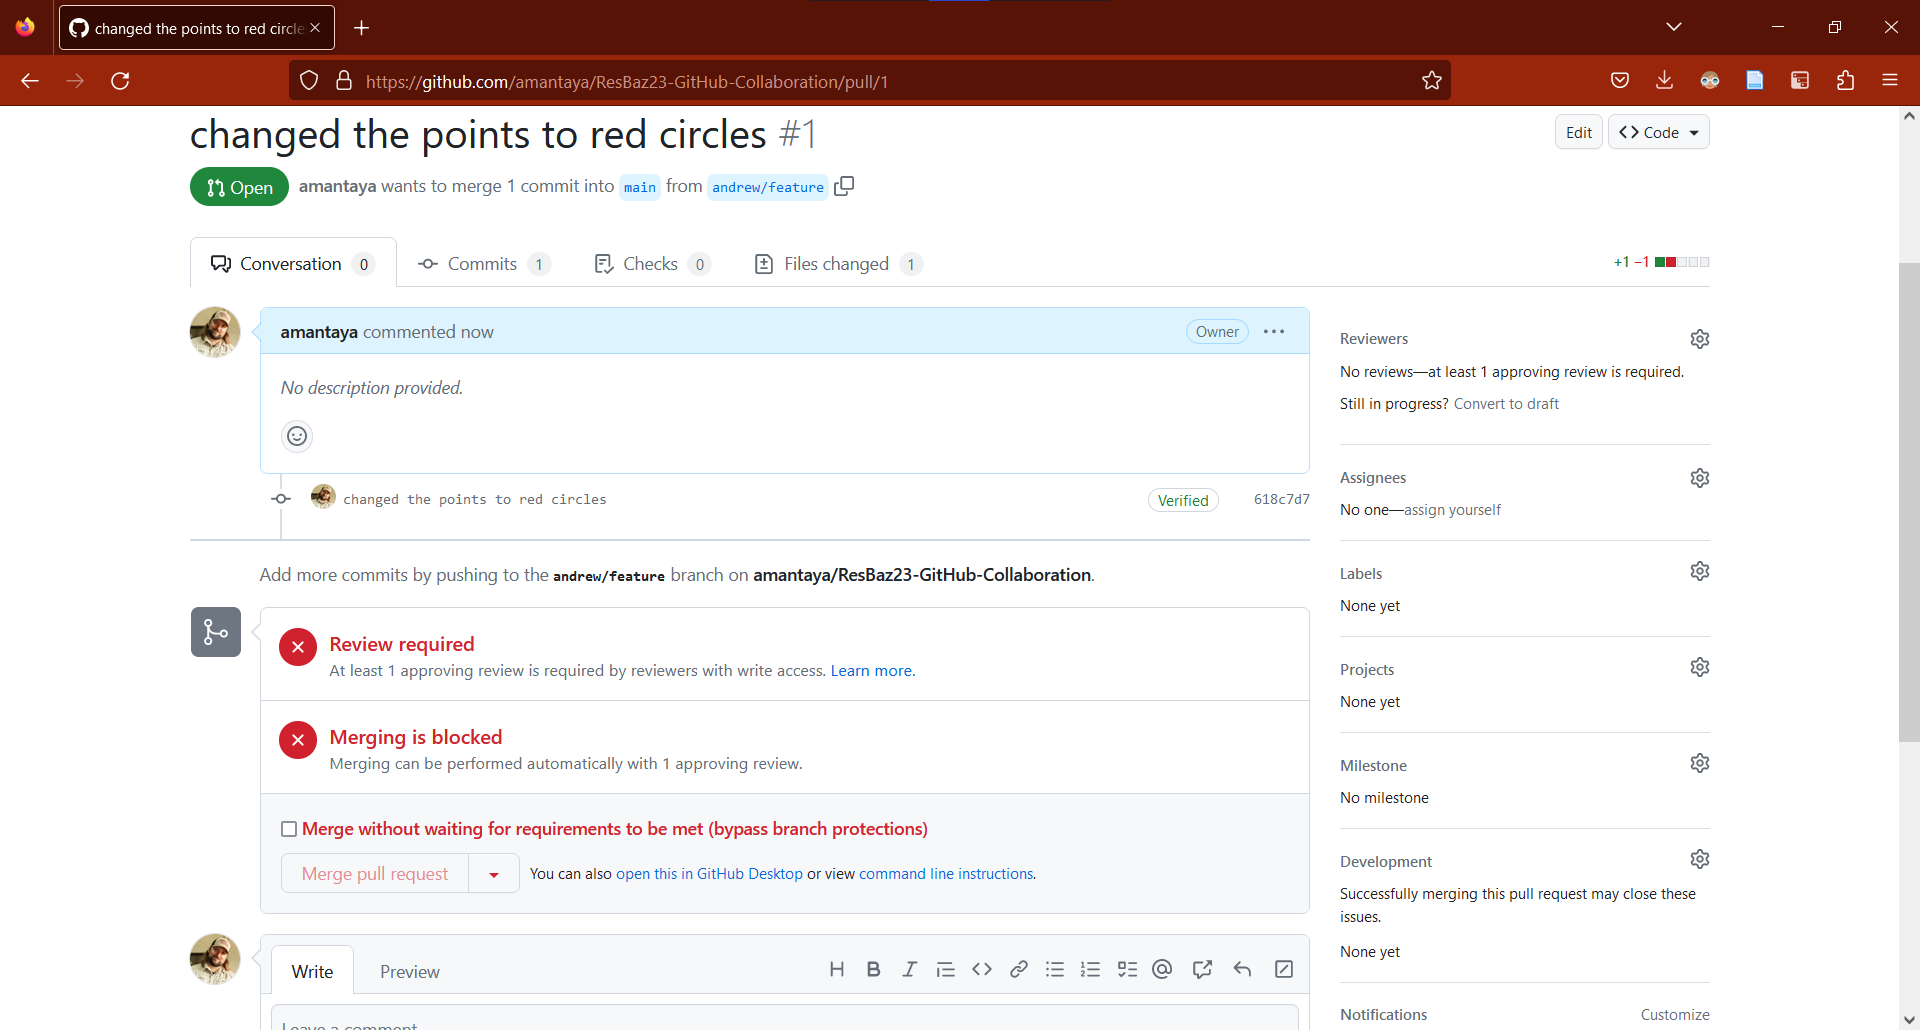 changed the points to red circle
https://github.com/amantaya/ResBaz23-GitHub-Collaboration/pull/1
changed the points to red circles #1
Edit
Code
Open
amantaya wants to merge 1 commit into main from andrew/feature
Conversation 0
Commits 1
Checks 0
Files changed 1
+1 −1
amantaya commented now
Owner
No description provided.
changed the points to red circles
Verified
618c7d7
Add more commits by pushing to the andrew/feature branch on amantaya/ResBaz23-GitHub-Collaboration.
Review required
At least 1 approving review is required by reviewers with write access. Learn more.
Merging is blocked
Merging can be performed automatically with 1 approving review.
Merge without waiting for requirements to be met (bypass branch protections)
Merge pull request
You can also open this in GitHub Desktop or view command line instructions.
Write
Preview
Leave a comment
Reviewers
No reviews—at least 1 approving review is required.
Still in progress? Convert to draft
Assignees
No one—assign yourself
Labels
None yet
Projects
None yet
Milestone
No milestone
Development
Successfully merging this pull request may close these
issues.
None yet
Notifications
Customize